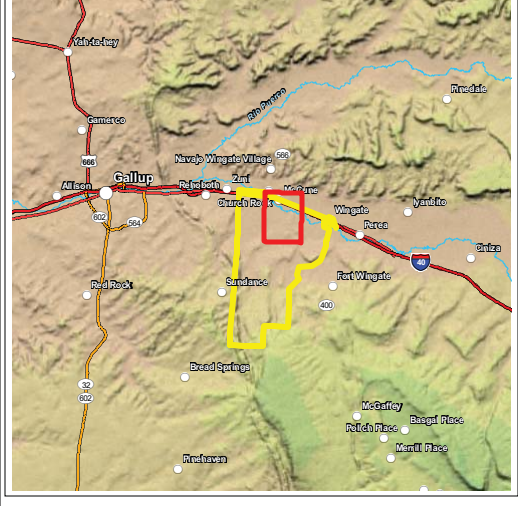 Yah-ta-hey
Pinedale
Rio Puerco
Gamerco
666
566
Navajo Wingate Village
Gallup
Zuni
Allison
Rehoboth
McCune
Church Rock
Iyanbito
Wingate
602
564
Perea
Ciniza
40
Fort Wingate
Sundance
Red Rock
400
Bread Springs
32
602
McGaffey
Basgal Place
Polich Place
Merrill Place
Pinehaven